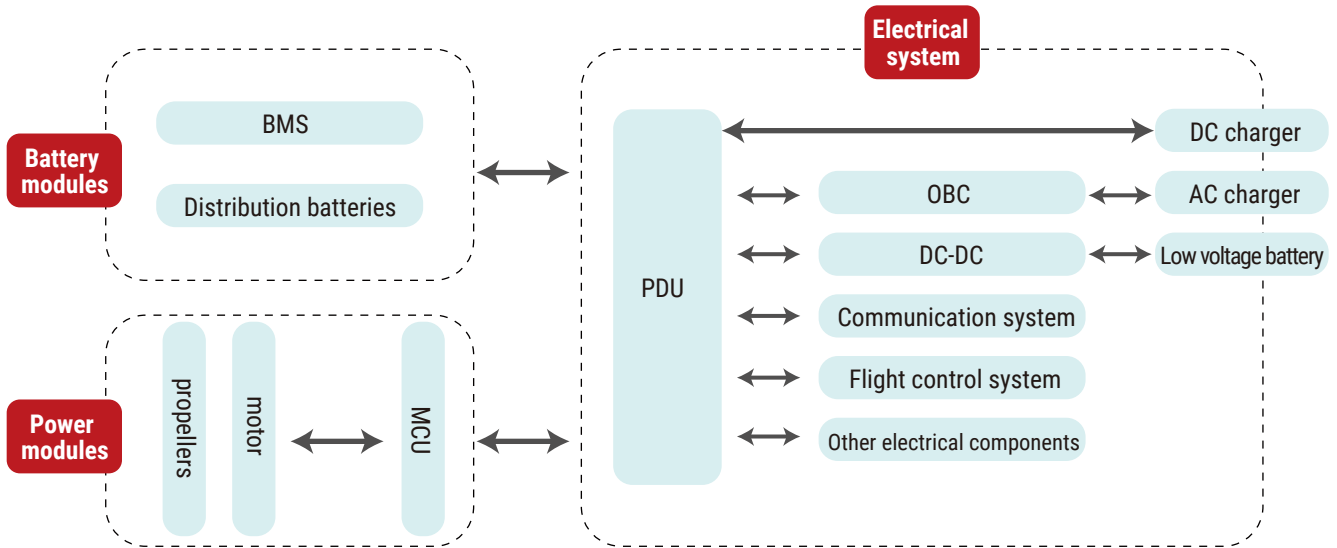 Electrical
system
Battery
modules
BMS
Distribution batteries
Power
modules
propellers
motor
MCU
PDU
DC charger
OBC
AC charger
DC-DC
Low voltage battery
Communication system
Flight control system
Other electrical components